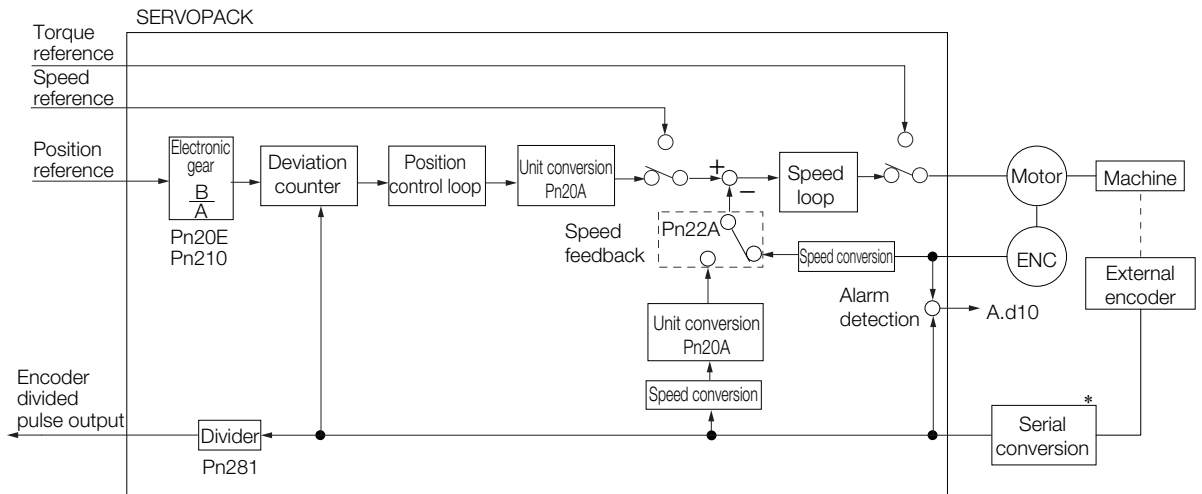 SERVOPACK
Torque
reference
Speed
reference
Position
reference
Electronic
gear
B
A
Pn20E
Pn210
Deviation
counter
Position
control loop
Unit conversion
Pn20A
+
−
Speed
loop
Motor
Machine
Speed
feedback
Pn22A
Speed conversion
ENC
External
encoder
Alarm
detection
A.d10
Unit conversion
Pn20A
Speed conversion
Encoder
divided
pulse output
Divider
Pn281
Serial
conversion
*